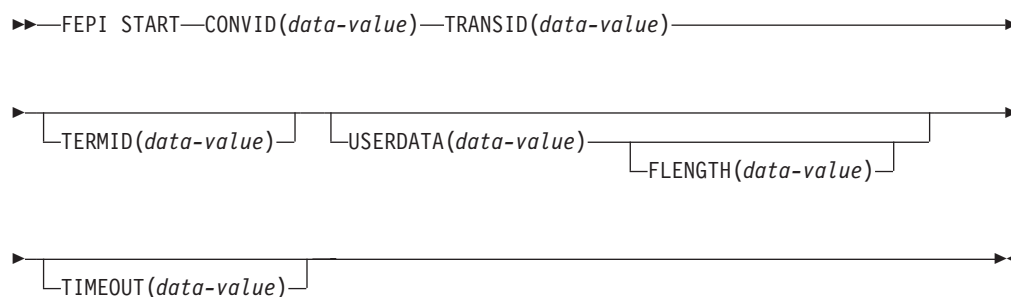 FEPI START CONVID(data-value) TRANSID(data-value)
TERMID(data-value) USERDATA(data-value)
FLENGTH(data-value)
TIMEOUT(data-value)